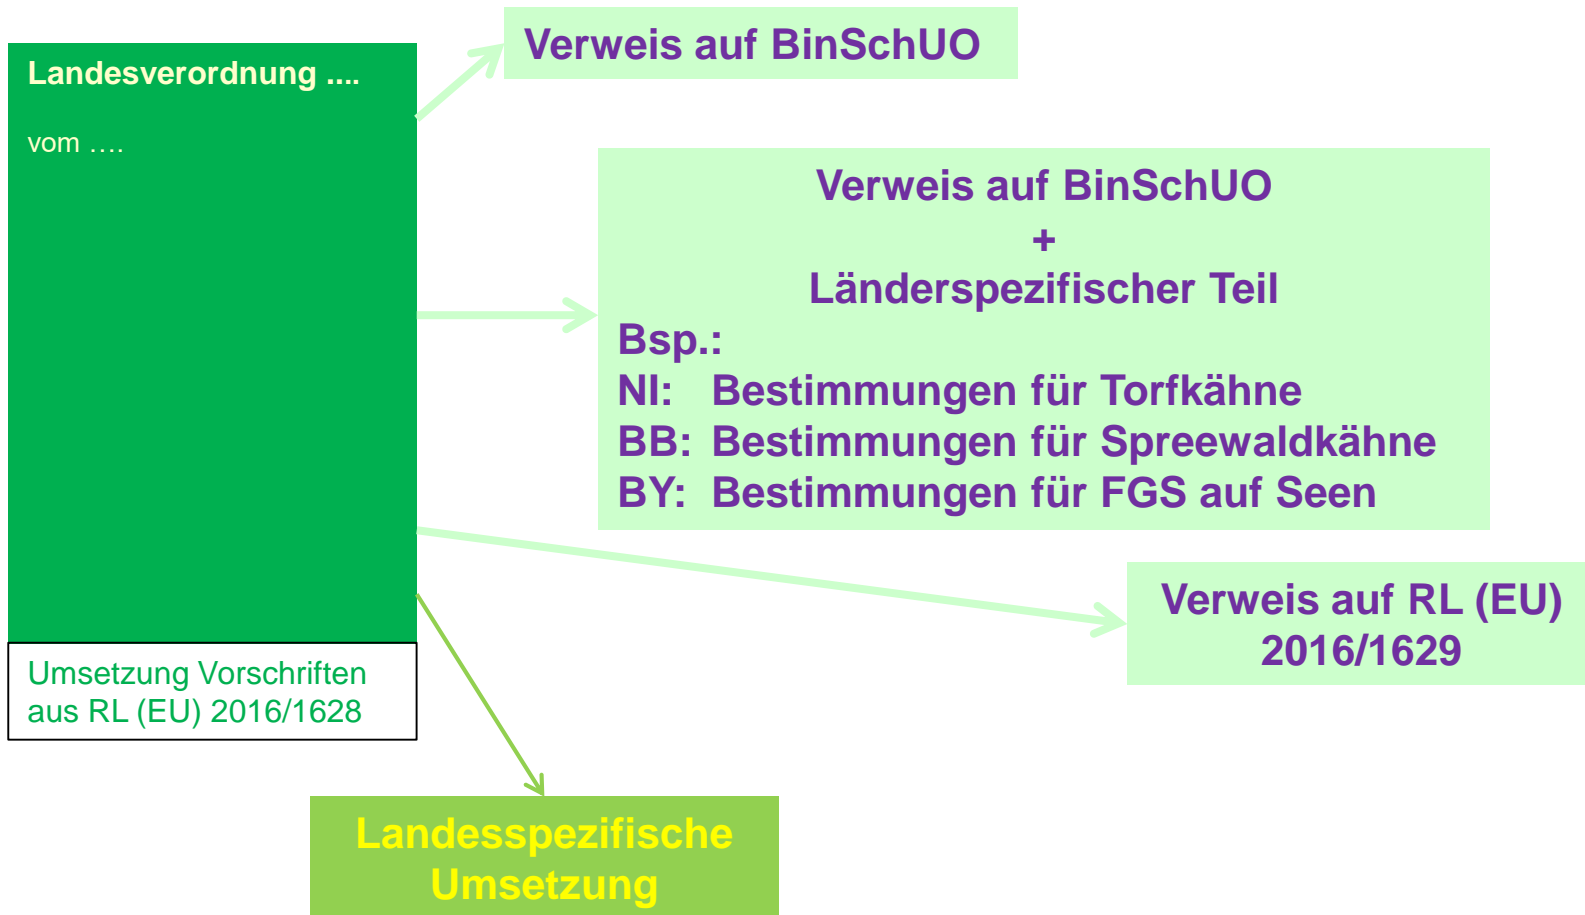 Verweis auf BinSchUO
Landesverordnung ....
vom ….
Verweis auf BinSchUO
+
Länderspezifischer Teil
Bsp.:
NI: Bestimmungen für Torfkähne
BB: Bestimmungen für Spreewaldkähne
BY: Bestimmungen für FGS auf Seen
Verweis auf RL (EU)
2016/1629
Umsetzung Vorschriften
aus RL (EU) 2016/1628
Landesspezifische
Umsetzung